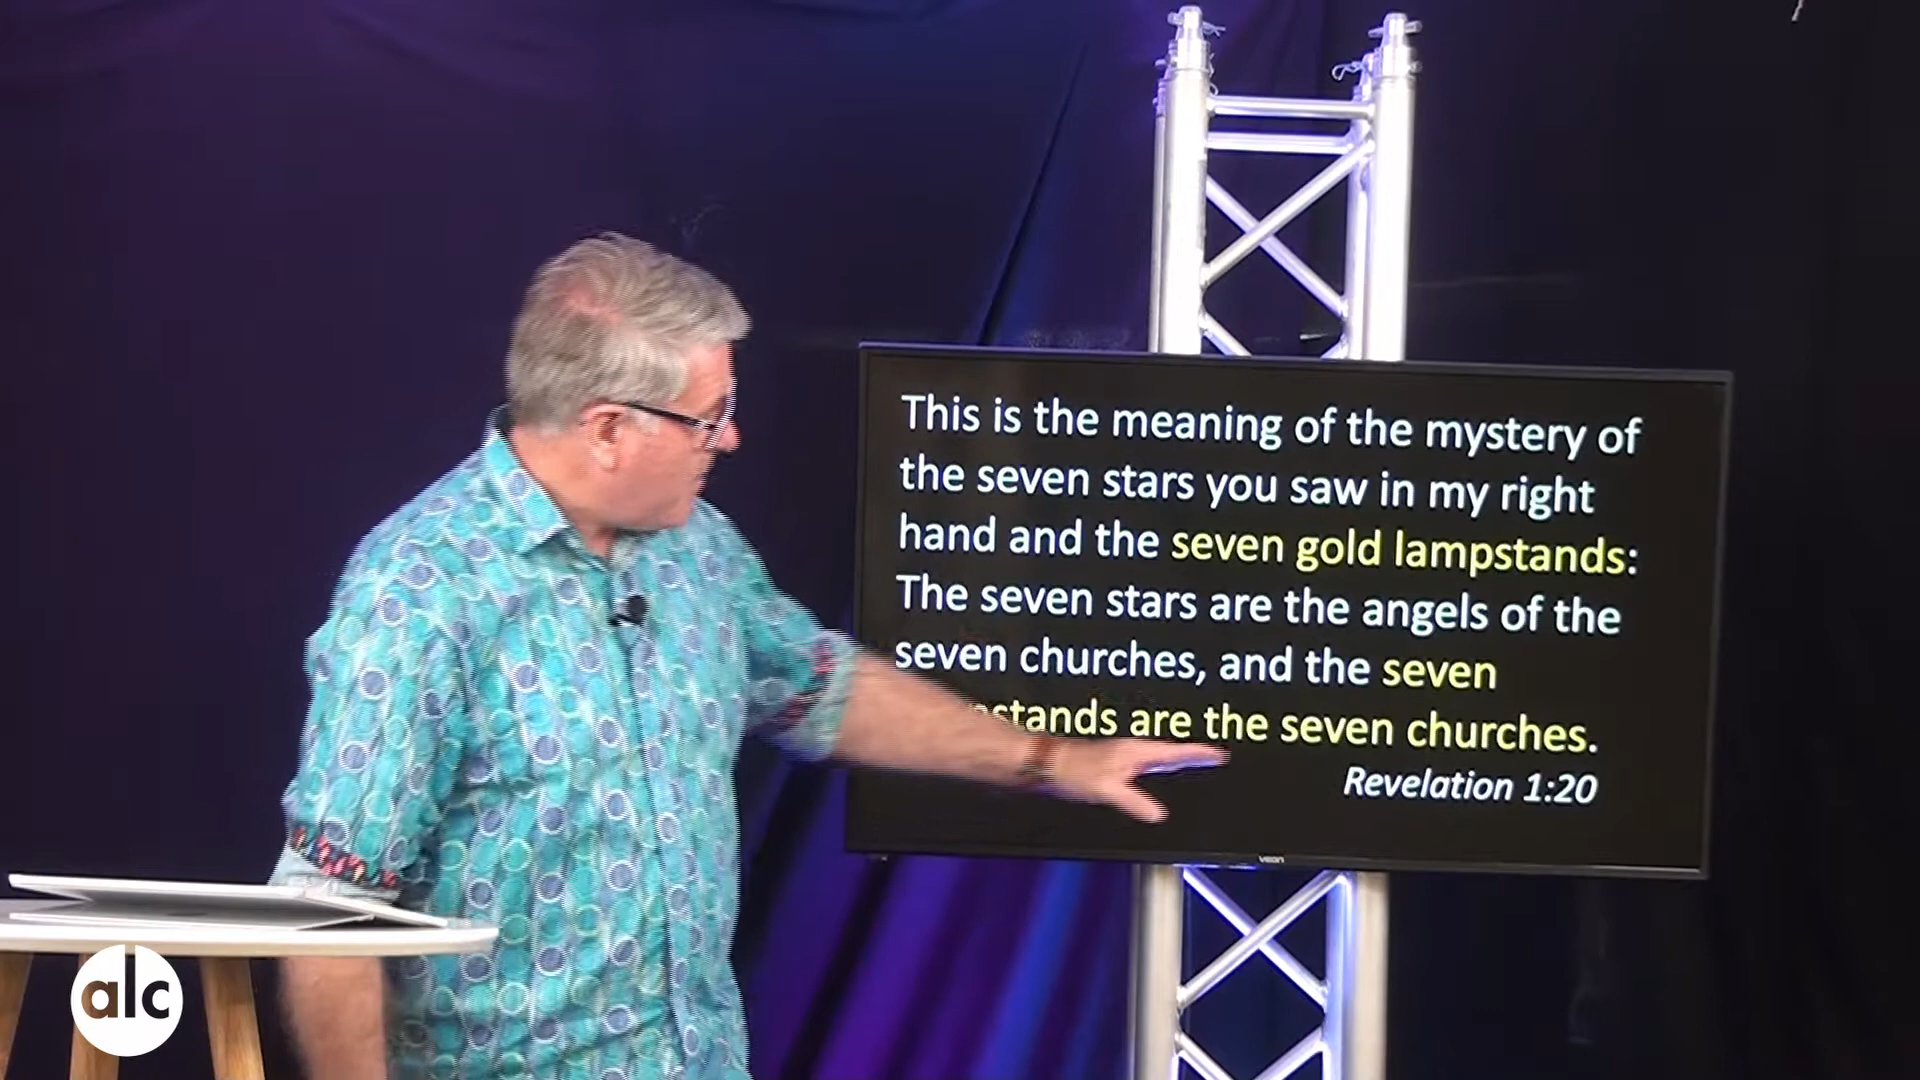 This is the meaning of the mystery of
the seven stars you saw in my right
hand and the seven gold lampstands:
The seven stars are the angels of the
seven churches, and the seven
stands are the seven churches.
Revelation 1:20
alc